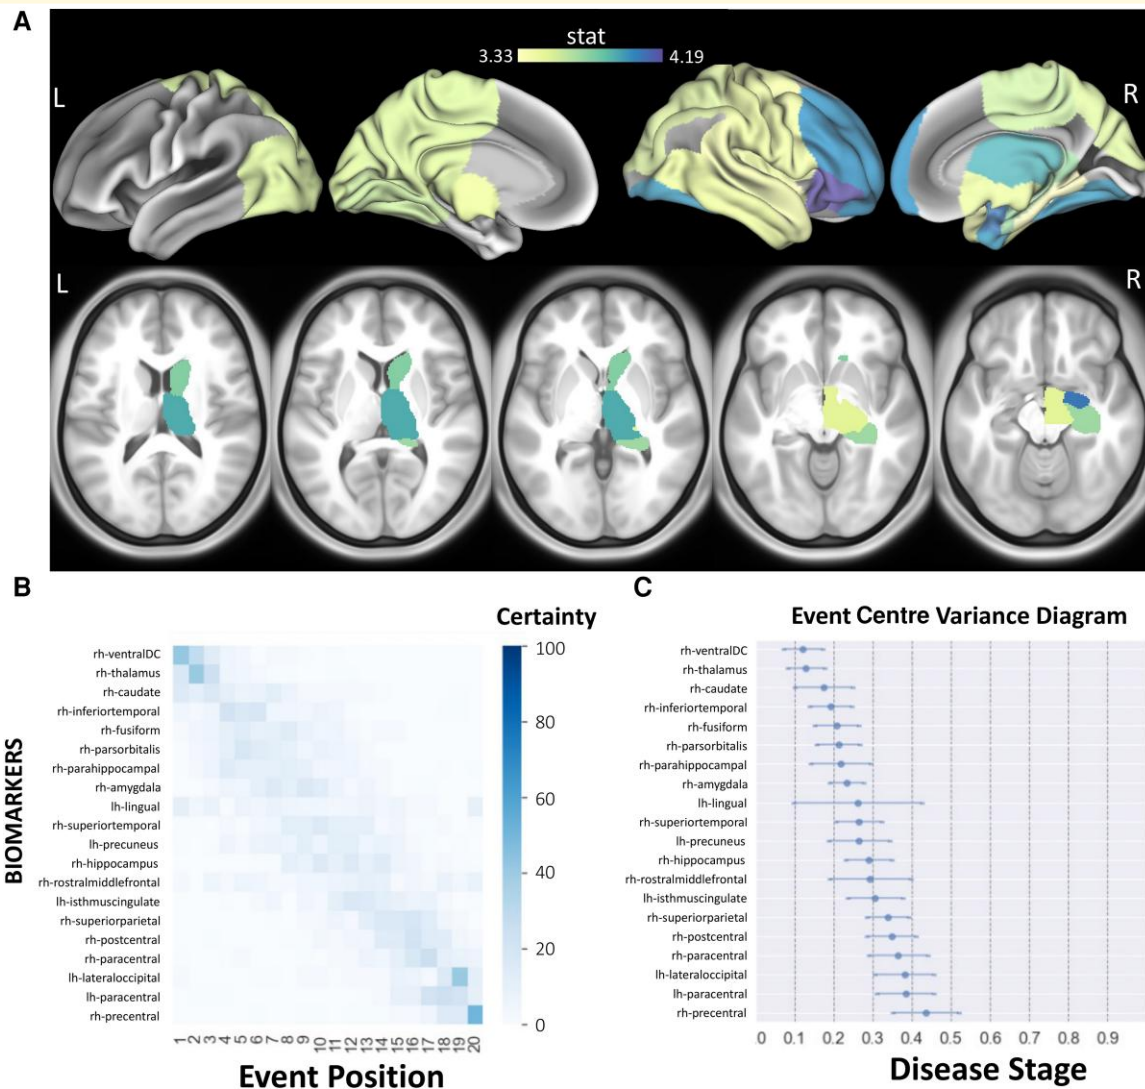 A
stat
3.33 4.19
L R
L R
B
Certainty
100
80
60
40
20
0
BIOMARKERS
rh-ventralDC
rh-thalamus
rh-caudate
rh-inferiortemporal
rh-fusiform
rh-parsorbitalis
rh-parahippocampal
rh-amygdala
lh-lingual
rh-superiortemporal
lh-precuneus
rh-hippocampus
rh-rostralmiddlefrontal
lh-isthmuscingulate
rh-superiorparietal
rh-postcentral
rh-paracentral
lh-lateraloccipital
lh-paracentral
rh-precentral
1 2 3 4 5 6 7 8 9 10 11 12 13 14 15 16 17 18 19 20
Event Position
C
Event Centre Variance Diagram
rh-ventralDC
rh-thalamus
rh-caudate
rh-inferiortemporal
rh-fusiform
rh-parsorbitalis
rh-parahippocampal
rh-amygdala
lh-lingual
rh-superiortemporal
lh-precuneus
rh-hippocampus
rh-rostralmiddlefrontal
lh-isthmuscingulate
rh-superiorparietal
rh-postcentral
rh-paracentral
lh-lateraloccipital
lh-paracentral
rh-precentral
0 0.1 0.2 0.3 0.4 0.5 0.6 0.7 0.8 0.9
Disease Stage